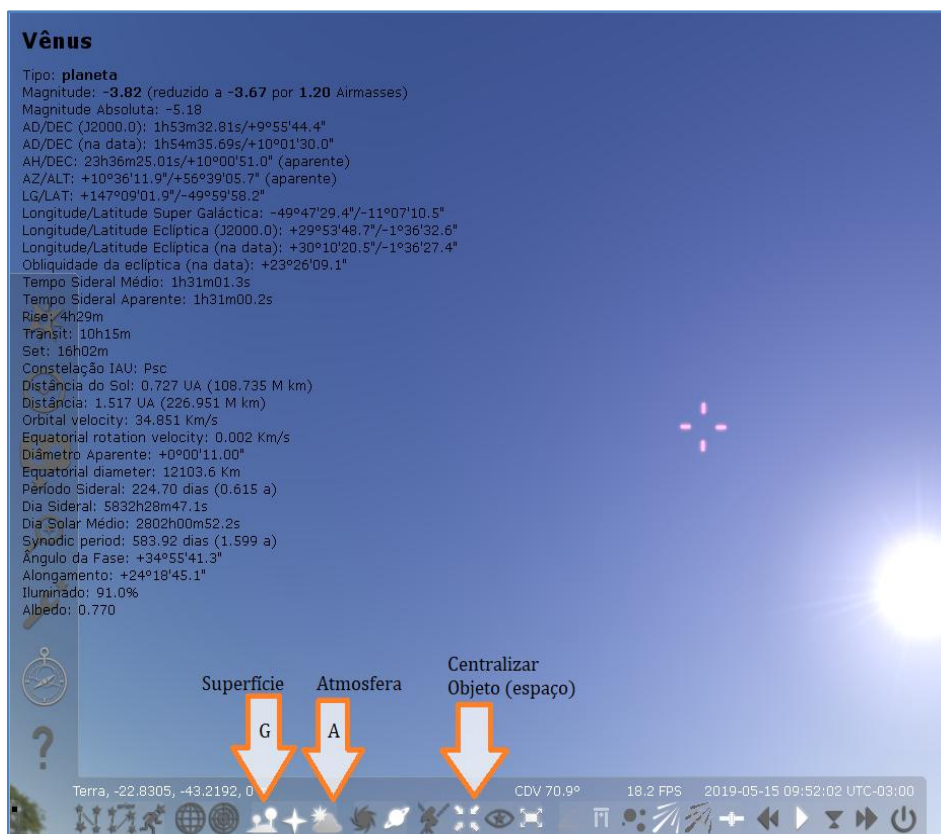 Vênus
Tipo: planeta
Magnitude: -3.82 (reduzido a -3.67 por 1.20 Airmasses)
Magnitude Absoluta: -5.18
AD/DEC (J2000.0): 1h53m32.81s/+9°55'44.4"
AD/DEC (na data): 1h54m35.69s/+10°01'30.0"
AH/DEC: 23h36m25.01s/+10°00'51.0" (aparente)
AZ/ALT: +10°36'11.9"/+56°39'05.7" (aparente)
LG/LAT: +147°09'01.9"/-49°59'58.2"
Longitude/Latitude Super Galáctica: -49°47'29.4"/-11°07'10.5"
Longitude/Latitude Eclíptica (J2000.0): +29°53'48.7"/-1°36'32.6"
Longitude/Latitude Eclíptica (na data): +30°10'20.5"/-1°36'27.4"
Obliquidade da eclíptica (na data): +23°26'09.1"
Tempo Sideral Médio: 1h31m01.3s
Tempo Sideral Aparente: 1h31m00.2s
Rise: 4h29m
Transit: 10h15m
Set: 16h02m
Constelação IAU: Psc
Distância do Sol: 0.727 UA (108.735 M km)
Distância: 1.517 UA (226.951 M km)
Orbital velocity: 34.851 Km/s
Equatorial rotation velocity: 0.002 Km/s
Diâmetro Aparente: +0°00'11.00"
Equatorial diameter: 12103.6 Km
Período Sideral: 224.70 dias (0.615 a)
Dia Sideral: 5832h28m47.1s
Dia Solar Médio: 2802h00m52.2s
Synodic period: 583.92 dias (1.599 a)
Ângulo da Fase: +34°55'41.3"
Alongamento: +24°18'45.1"
Iluminado: 91.0%
Albedo: 0.770
Superfície
Atmosfera
Centralizar
Objeto (espaço)
G
A
?
Terra, -22.8305, -43.2192, 0
CDV 70.9°
18.2 FPS
2019-05-15 09:52:02 UTC-03:00